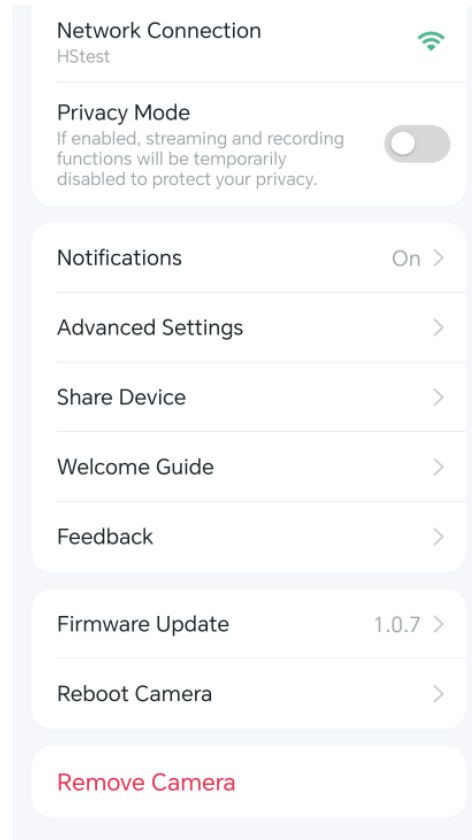 Network Connection
HStest
Privacy Mode
If enabled, streaming and recording
functions will be temporarily
disabled to protect your privacy.
Notifications On
Advanced Settings
Share Device
Welcome Guide
Feedback
Firmware Update 1.0.7
Reboot Camera
Remove Camera